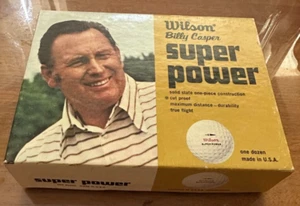 Wilson®
Billy Casper
super
power
solid state one-piece construction
cut proof
maximum distance-durability
true flight
Wilson
one dozen
made in U.S.A.
super power